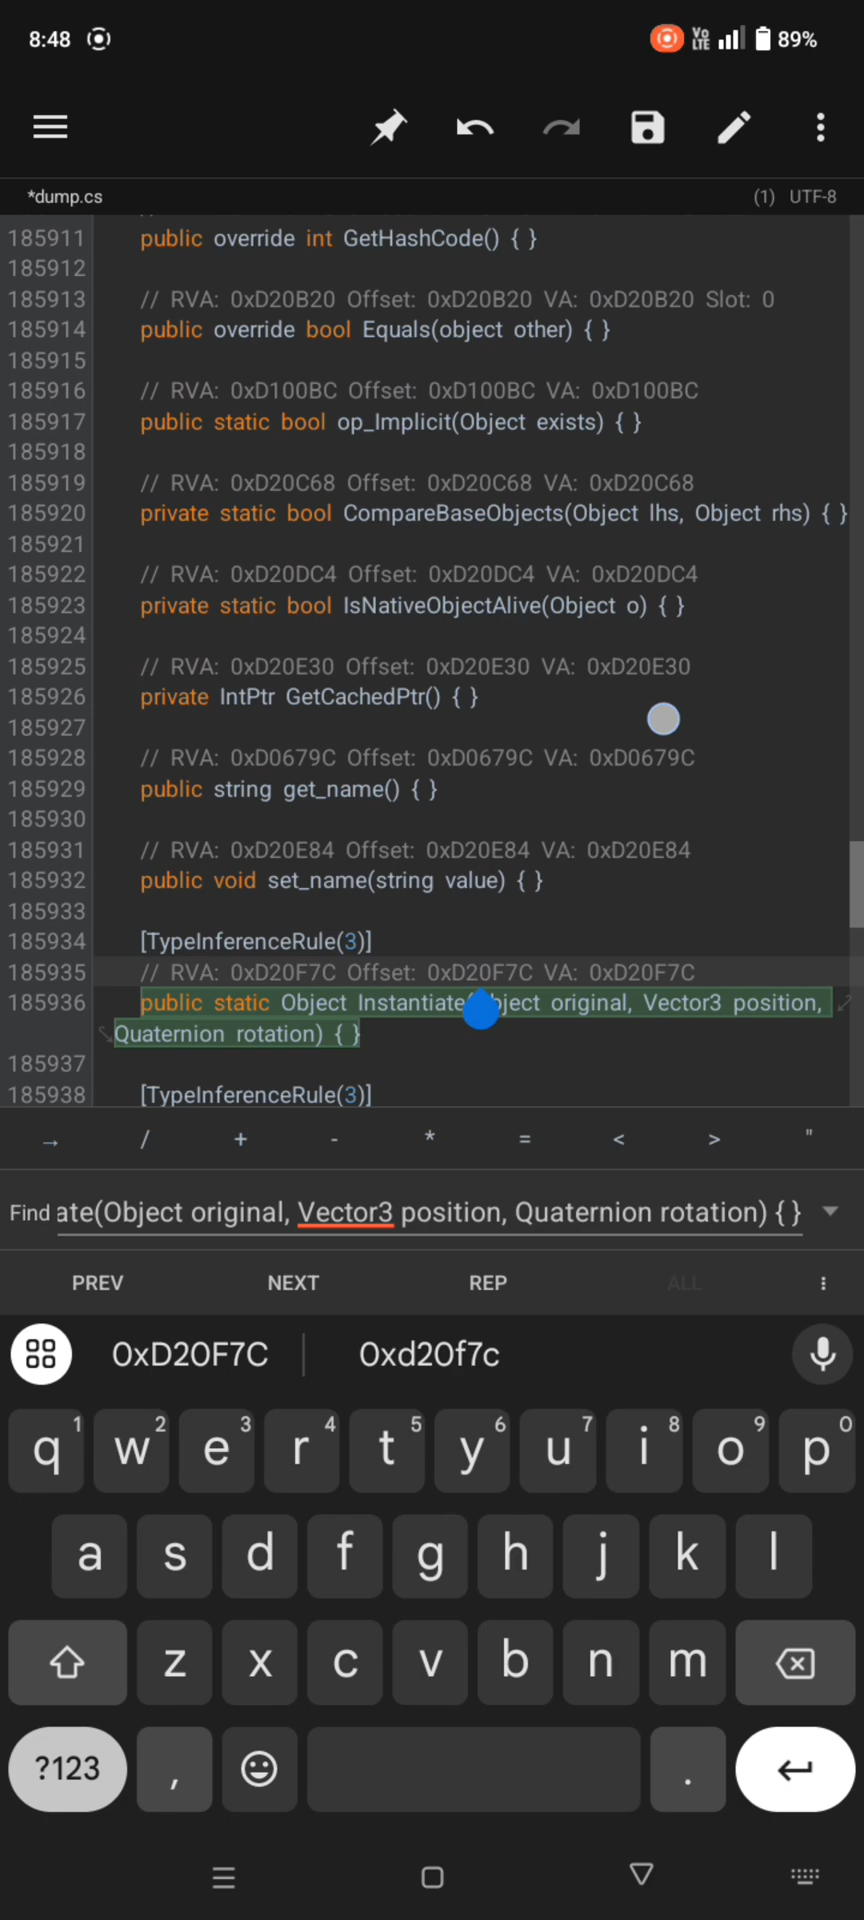 8:48 Vo LTE 89%
*dump.cs (1) UTF-8
185911 public override int GetHashCode() { }
185912
185913 // RVA: 0xD20B20 Offset: 0xD20B20 VA: 0xD20B20 Slot: 0
185914 public override bool Equals(object other) { }
185915
185916 // RVA: 0xD100BC Offset: 0xD100BC VA: 0xD100BC
185917 public static bool op_Implicit(Object exists) { }
185918
185919 // RVA: 0xD20C68 Offset: 0xD20C68 VA: 0xD20C68
185920 private static bool CompareBaseObjects(Object lhs, Object rhs) { }
185921
185922 // RVA: 0xD20DC4 Offset: 0xD20DC4 VA: 0xD20DC4
185923 private static bool IsNativeObjectAlive(Object o) { }
185924
185925 // RVA: 0xD20E30 Offset: 0xD20E30 VA: 0xD20E30
185926 private IntPtr GetCachedPtr() { }
185927
185928 // RVA: 0xD0679C Offset: 0xD0679C VA: 0xD0679C
185929 public string get_name() { }
185930
185931 // RVA: 0xD20E84 Offset: 0xD20E84 VA: 0xD20E84
185932 public void set_name(string value) { }
185933
185934 [TypeInferenceRule(3)]
185935 // RVA: 0xD20F7C Offset: 0xD20F7C VA: 0xD20F7C
185936 public static Object Instantiate(Object original, Vector3 position,
Quaternion rotation) { }
185937
185938 [TypeInferenceRule(3)]
→ / + - * = < > "
Find ate(Object original, Vector3 position, Quaternion rotation) { }
PREV NEXT REP ALL
0xD20F7C 0xd20f7c
q 1 w 2 e 3 r 4 t 5 y 6 u 7 i 8 o 9 p 0
a s d f g h j k l
z x c v b n m
?123 , .